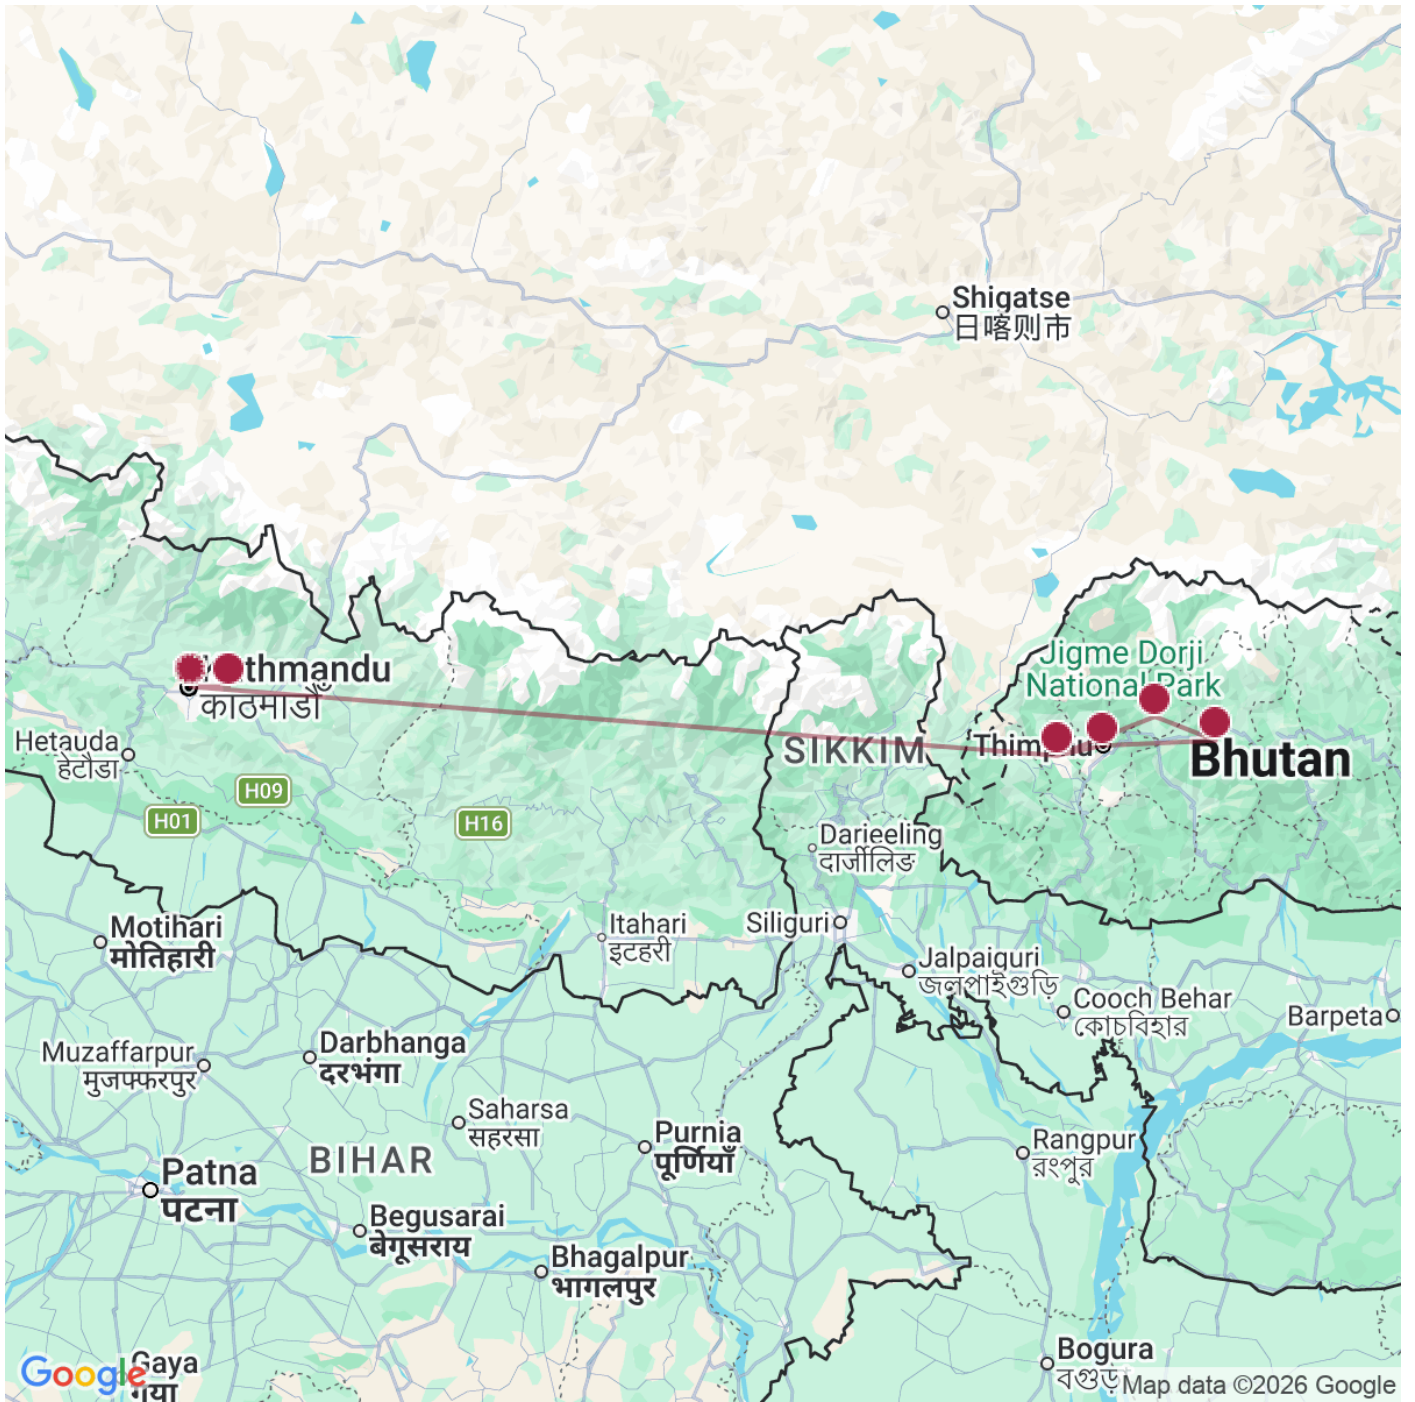 Shigatse
日喀则市
Jigme Dorji
National Park
काठमाडौं
Hetauda
हेटौडा
SIKKIM
Bhutan
H09
H01
H16
Darjeeling
दार्जीलिङ
Motihari
मोतिहारी
Itahari
इटहरी
Siliguri
Jalpaiguri
জলপাইগুড়ি
Cooch Behar
কোচবিহার
Barpeta
Muzaffarpur
मुजफ्फरपुर
Darbhanga
दरभंगा
Saharsa
सहरसा
Purnia
पूर्णियाँ
Rangpur
রংপুর
BIHAR
Patna
पटना
Begusarai
बेगूसराय
Bhagalpur
भागलपुर
Bogura
বগুড়া
Gaya
गया
Google
Map data ©2026 Google